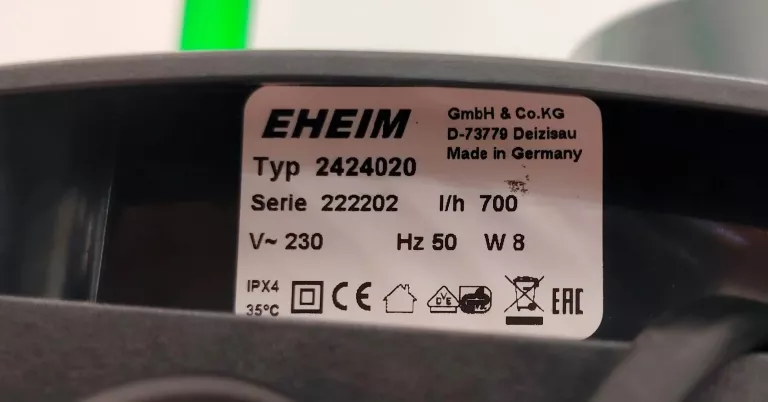 EHEIM
GmbH & Co.KG
D-73779 Deizisau
Made in Germany
Typ 2424020
Serie 222202 l/h 700
V~ 230 Hz 50 W 8
IPX4
35°C
CE
DVE
EAC